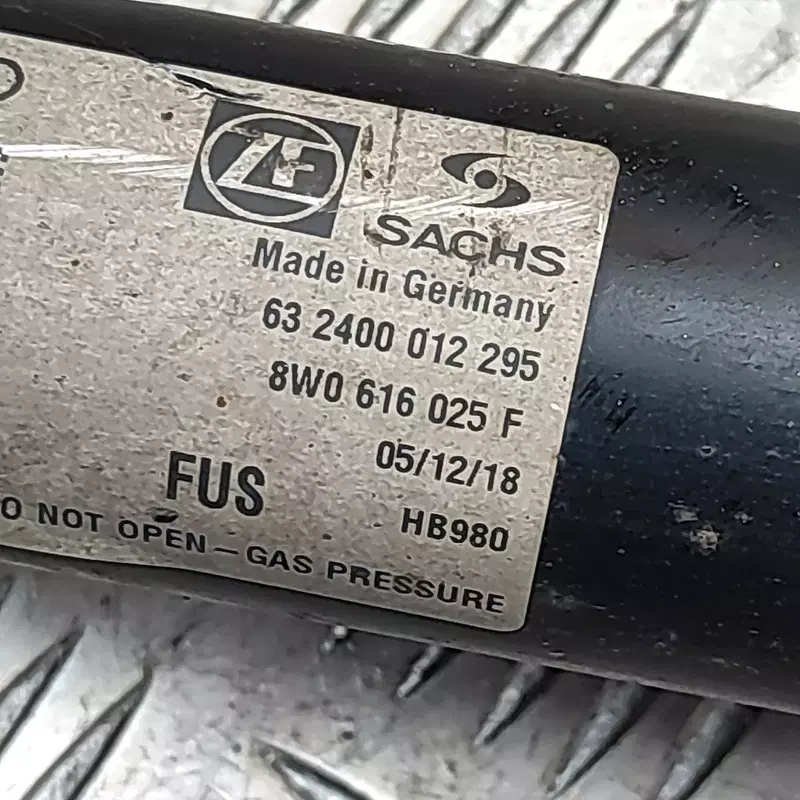 ZF
SACHS
Made in Germany
63 2400 012 295
8W0 616 025 F
05/12/18
FUS
HB980
O NOT OPEN – GAS PRESSURE